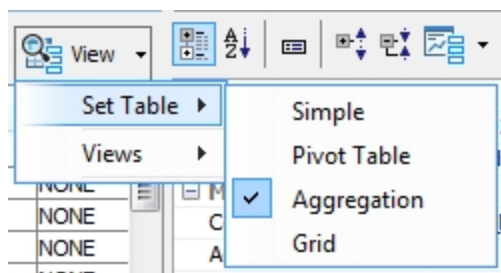 View
Set Table
Simple
Views
Pivot Table
Aggregation
NONE
NONE
Grid
NONE